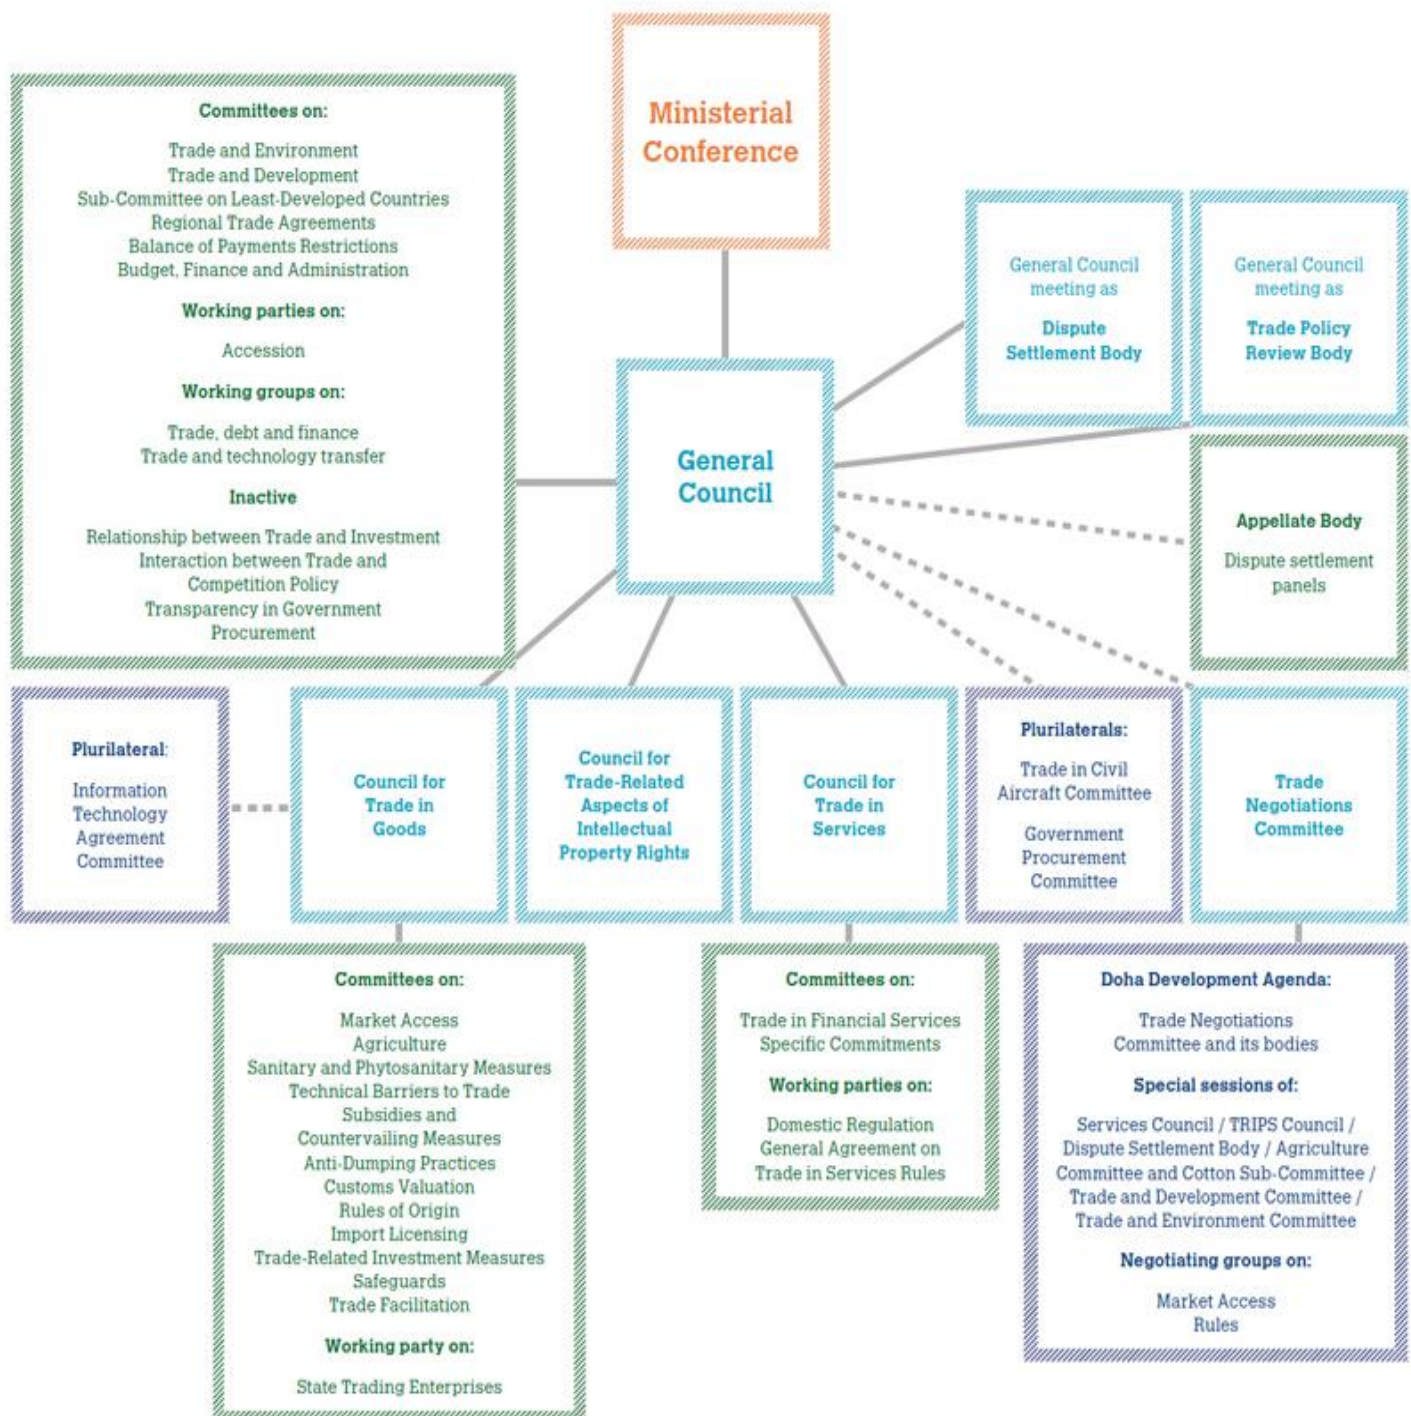 Ministerial
Conference
Committees on:
Trade and Environment
Trade and Development
Sub-Committee on Least-Developed Countries
Regional Trade Agreements
Balance of Payments Restrictions
Budget, Finance and Administration
Working parties on:
Accession
Working groups on:
Trade, debt and finance
Trade and technology transfer
Inactive
Relationship between Trade and Investment
Interaction between Trade and
Competition Policy
Transparency in Government
Procurement
General Council
meeting as
Dispute
Settlement Body
General Council
meeting as
Trade Policy
Review Body
General
Council
Appellate Body
Dispute settlement
panels
Plurilateral:
Information
Technology
Agreement
Committee
Council for
Trade in
Goods
Council for
Trade-Related
Aspects of
Intellectual
Property Rights
Council for
Trade in
Services
Plurilaterals:
Trade in Civil
Aircraft Committee
Government
Procurement
Committee
Trade
Negotiations
Committee
Committees on:
Market Access
Agriculture
Sanitary and Phytosanitary Measures
Technical Barriers to Trade
Subsidies and
Countervailing Measures
Anti-Dumping Practices
Customs Valuation
Rules of Origin
Import Licensing
Trade-Related Investment Measures
Safeguards
Trade Facilitation
Working party on:
State Trading Enterprises
Committees on:
Trade in Financial Services
Specific Commitments
Working parties on:
Domestic Regulation
General Agreement on
Trade in Services Rules
Doha Development Agenda:
Trade Negotiations
Committee and its bodies
Special sessions of:
Services Council / TRIPS Council /
Dispute Settlement Body / Agriculture
Committee and Cotton Sub-Committee /
Trade and Development Committee /
Trade and Environment Committee
Negotiating groups on:
Market Access
Rules